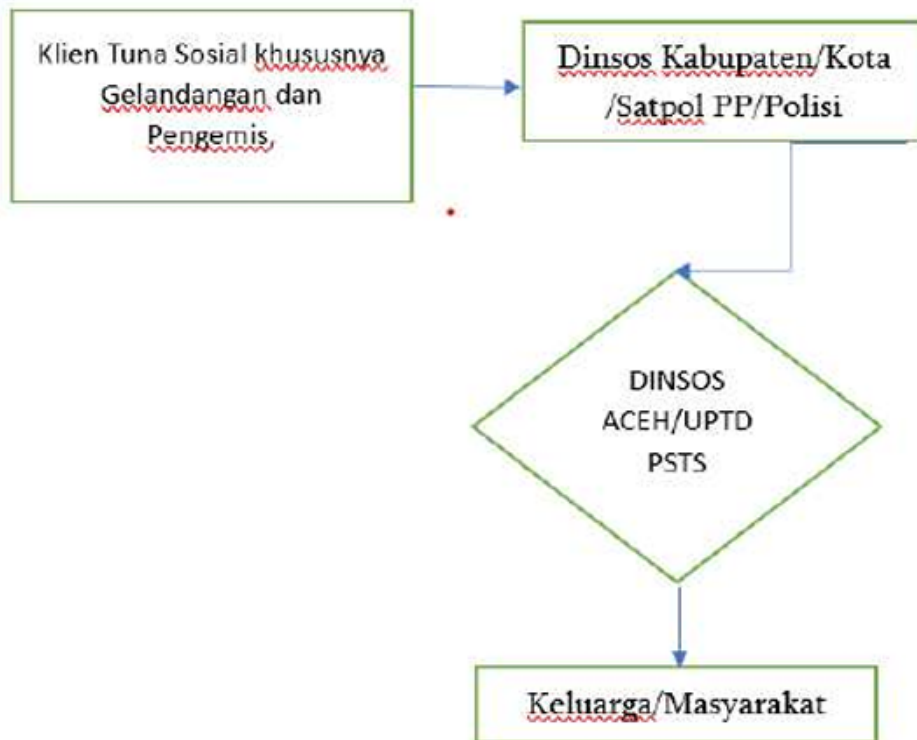 Klien Tuna Sosial khususnya
Gelandangan dan
Pengemis,
Dinsos Kabupaten/Kota
/Satpol PP/Polisi
DINSOS
ACEH/UPTD
PSTS
Keluarga/Masyarakat